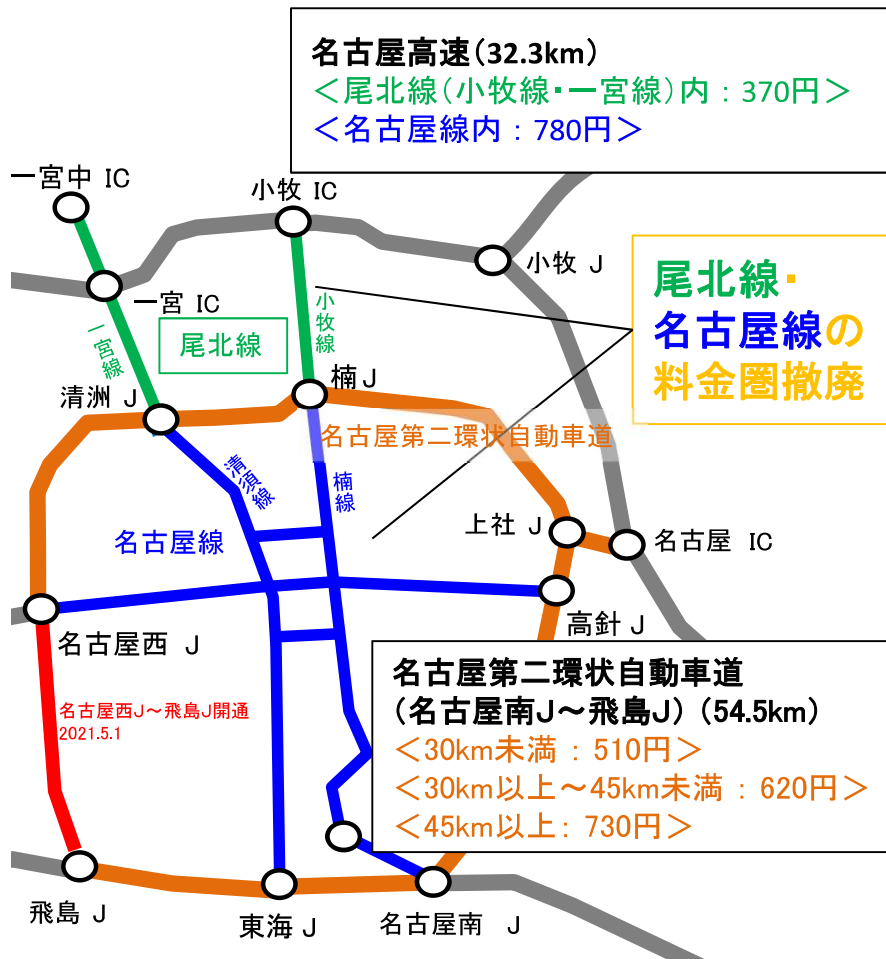 名古屋高速(32.3km)
＜尾北線(小牧線・一宮線)内：370円＞
＜名古屋線内：780円＞
一宮中 IC
小牧 IC
小牧 J
一宮 IC
小牧線
尾北線・
名古屋線の
料金圏撤廃
一宮線
尾北線
清洲 J
楠J
名古屋第二環状自動車道
清須線
楠線
名古屋線
上社 J
名古屋 IC
高針 J
名古屋西 J
名古屋第二環状自動車道
(名古屋南J～飛島J) (54.5km)
＜30km未満：510円＞
＜30km以上～45km未満：620円＞
＜45km以上：730円＞
名古屋西J～飛島J開通
2021.5.1
飛島 J
東海 J
名古屋南 J